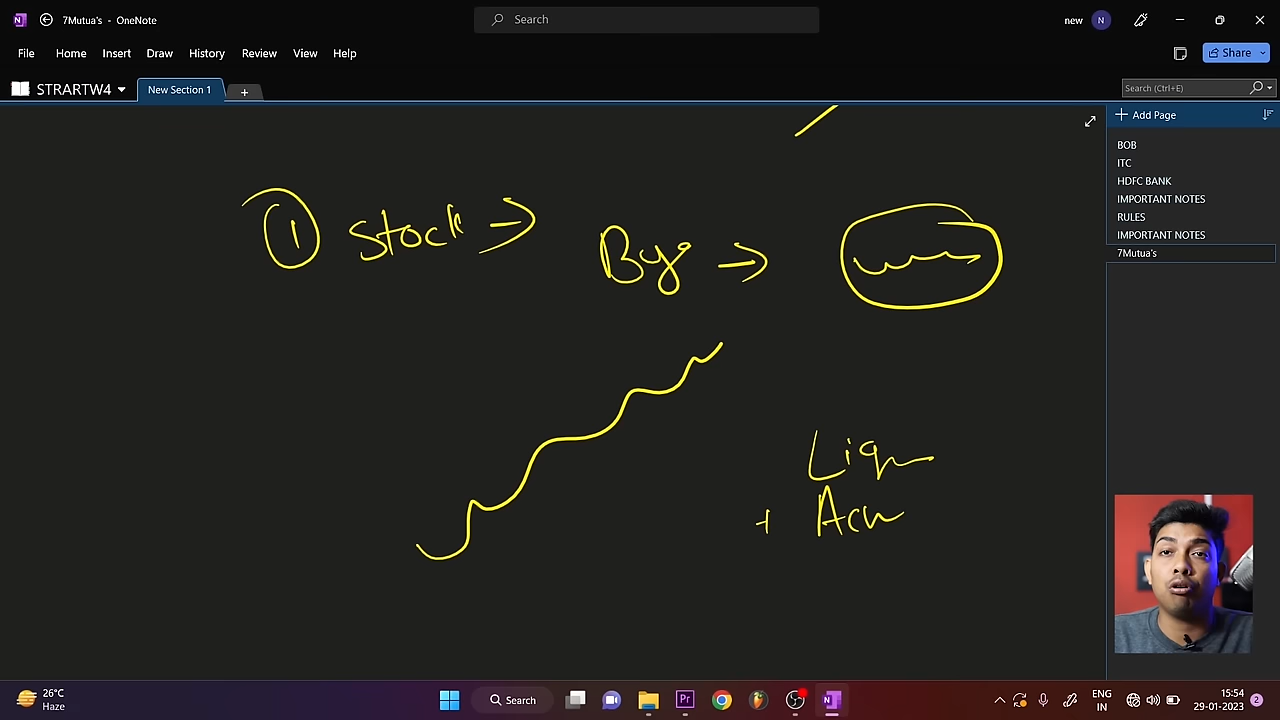 7Mutua's - OneNote
Search
new
N
File Home Insert Draw History Review View Help
Share
STRARTW4
New Section 1
+
Search (Ctrl+E)
Add Page
BOB
ITC
HDFC BANK
IMPORTANT NOTES
RULES
IMPORTANT NOTES
7Mutua's
① Stock →
Buy →
Liq
+
26°C
Haze
Search
Pr
ENG
IN
15:54
29-01-2023
2